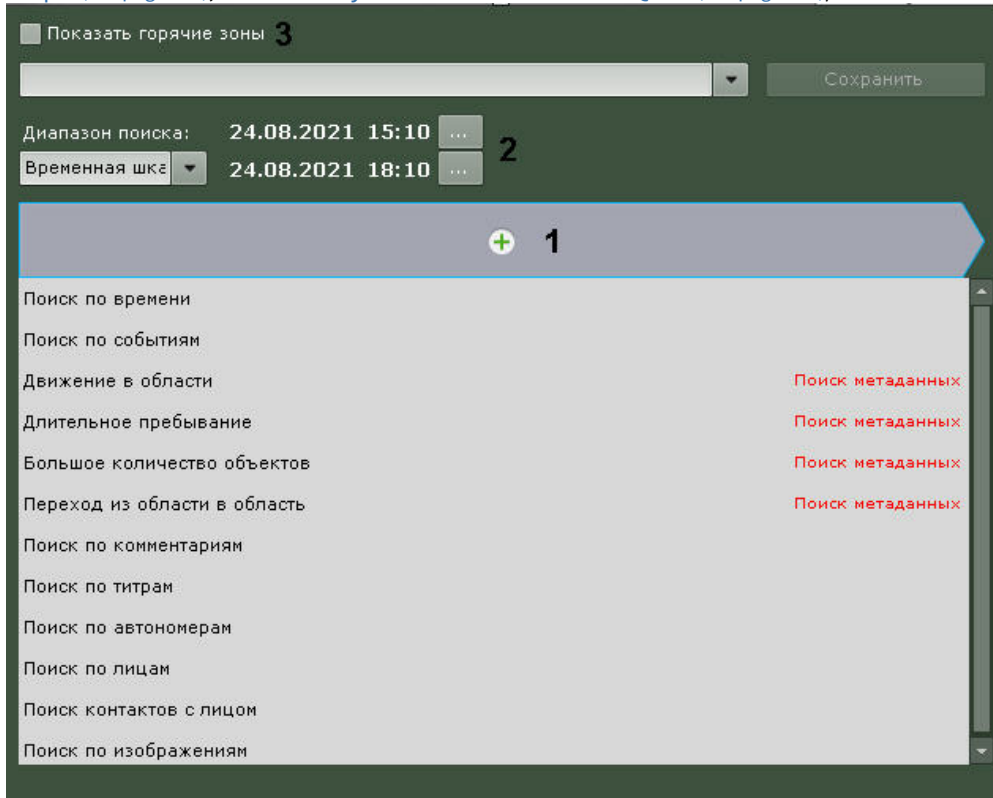 Показать горячие зоны 3
Сохранить
Диапазон поиска: 24.08.2021 15:10 ...
2
Временная шка 24.08.2021 18:10 ...
1
Поиск по времени
Поиск по событиям
Движение в области Поиск метаданных
Длительное пребывание Поиск метаданных
Большое количество объектов Поиск метаданных
Переход из области в область Поиск метаданных
Поиск по комментариям
Поиск по титрам
Поиск по автономерам
Поиск по лицам
Поиск контактов с лицом
Поиск по изображениям